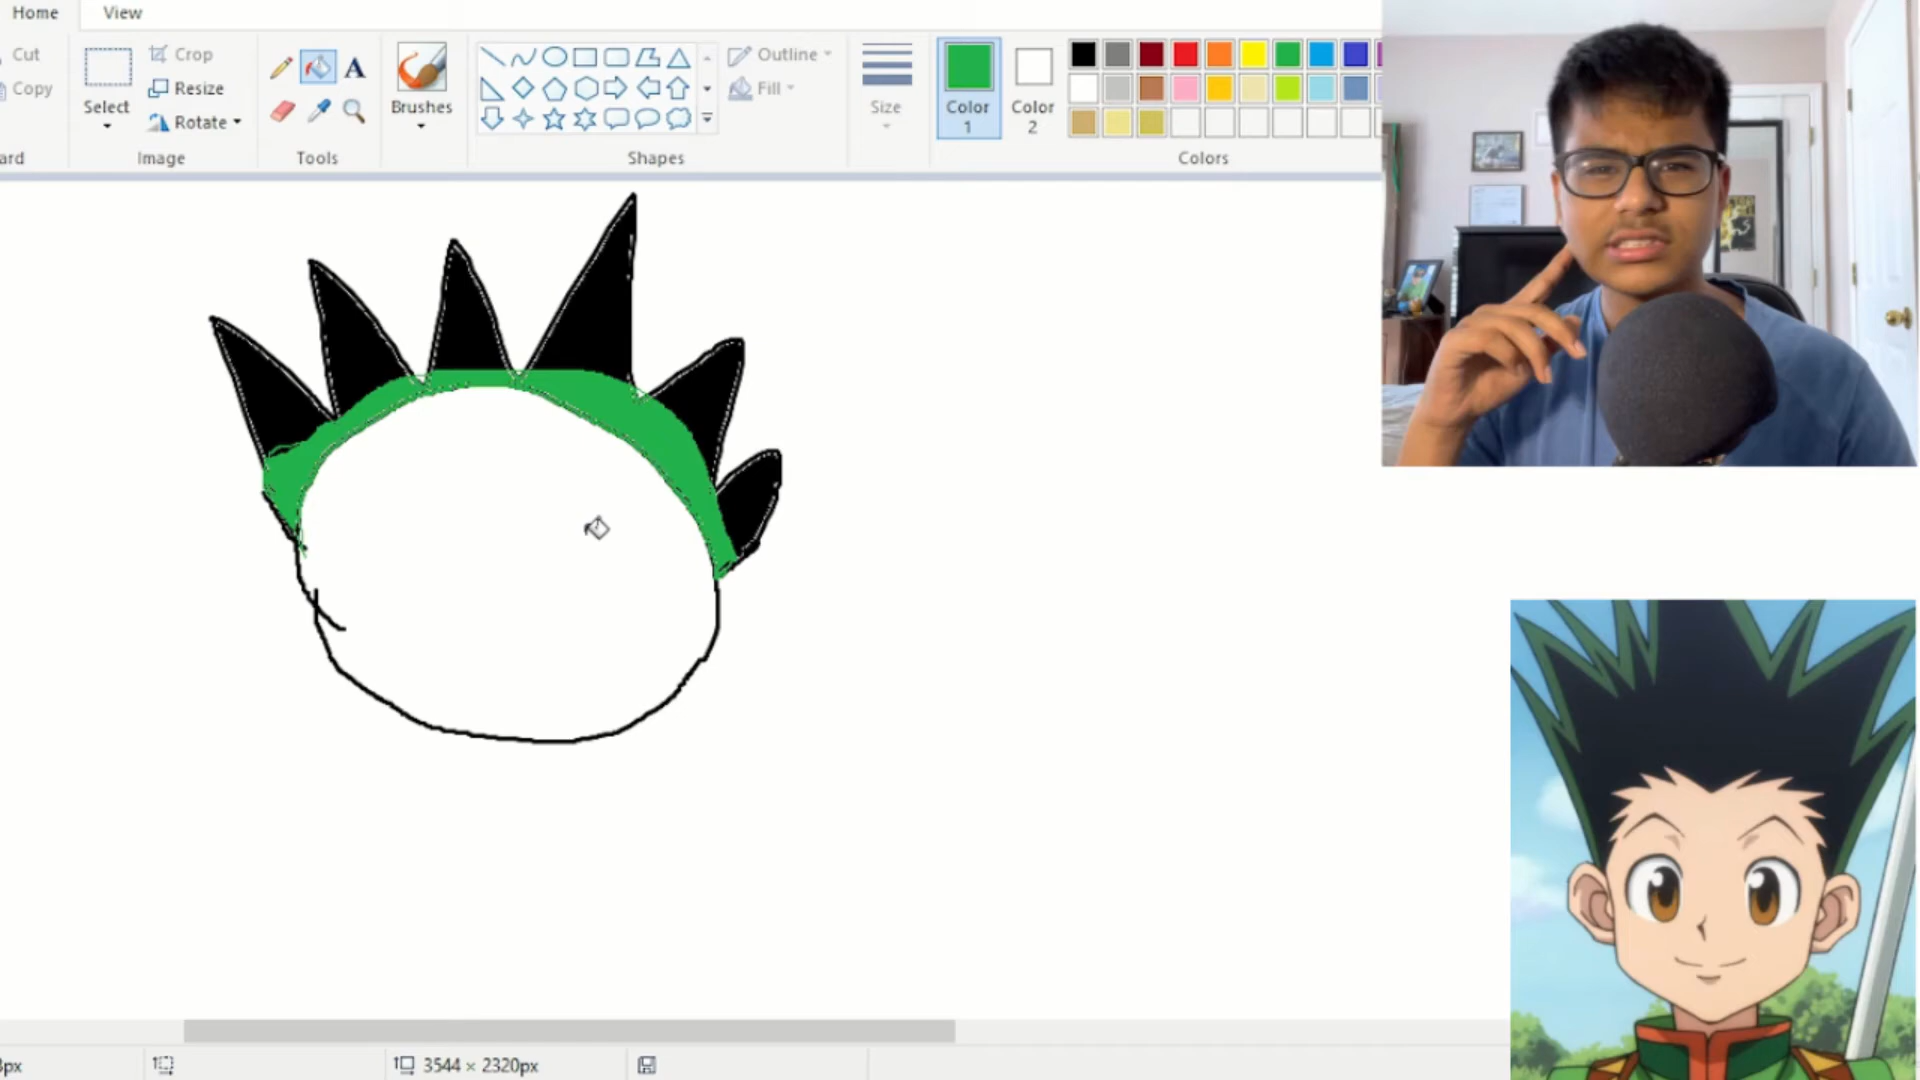 Home View
Cut
Copy
Select
Crop
Resize
Rotate
Image
A
Tools
Brushes
Shapes
Outline
Fill
Size
Color
1
Color
2
Colors
ard
px
3544 × 2320px